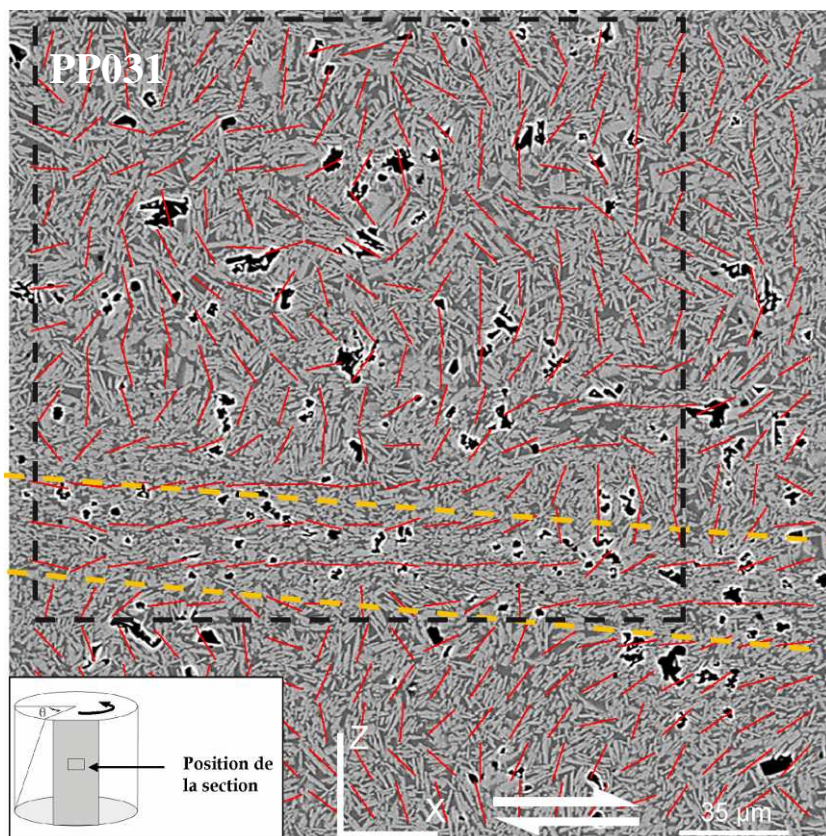 PP031
θ
Position de
la section
Z
X
35 µm